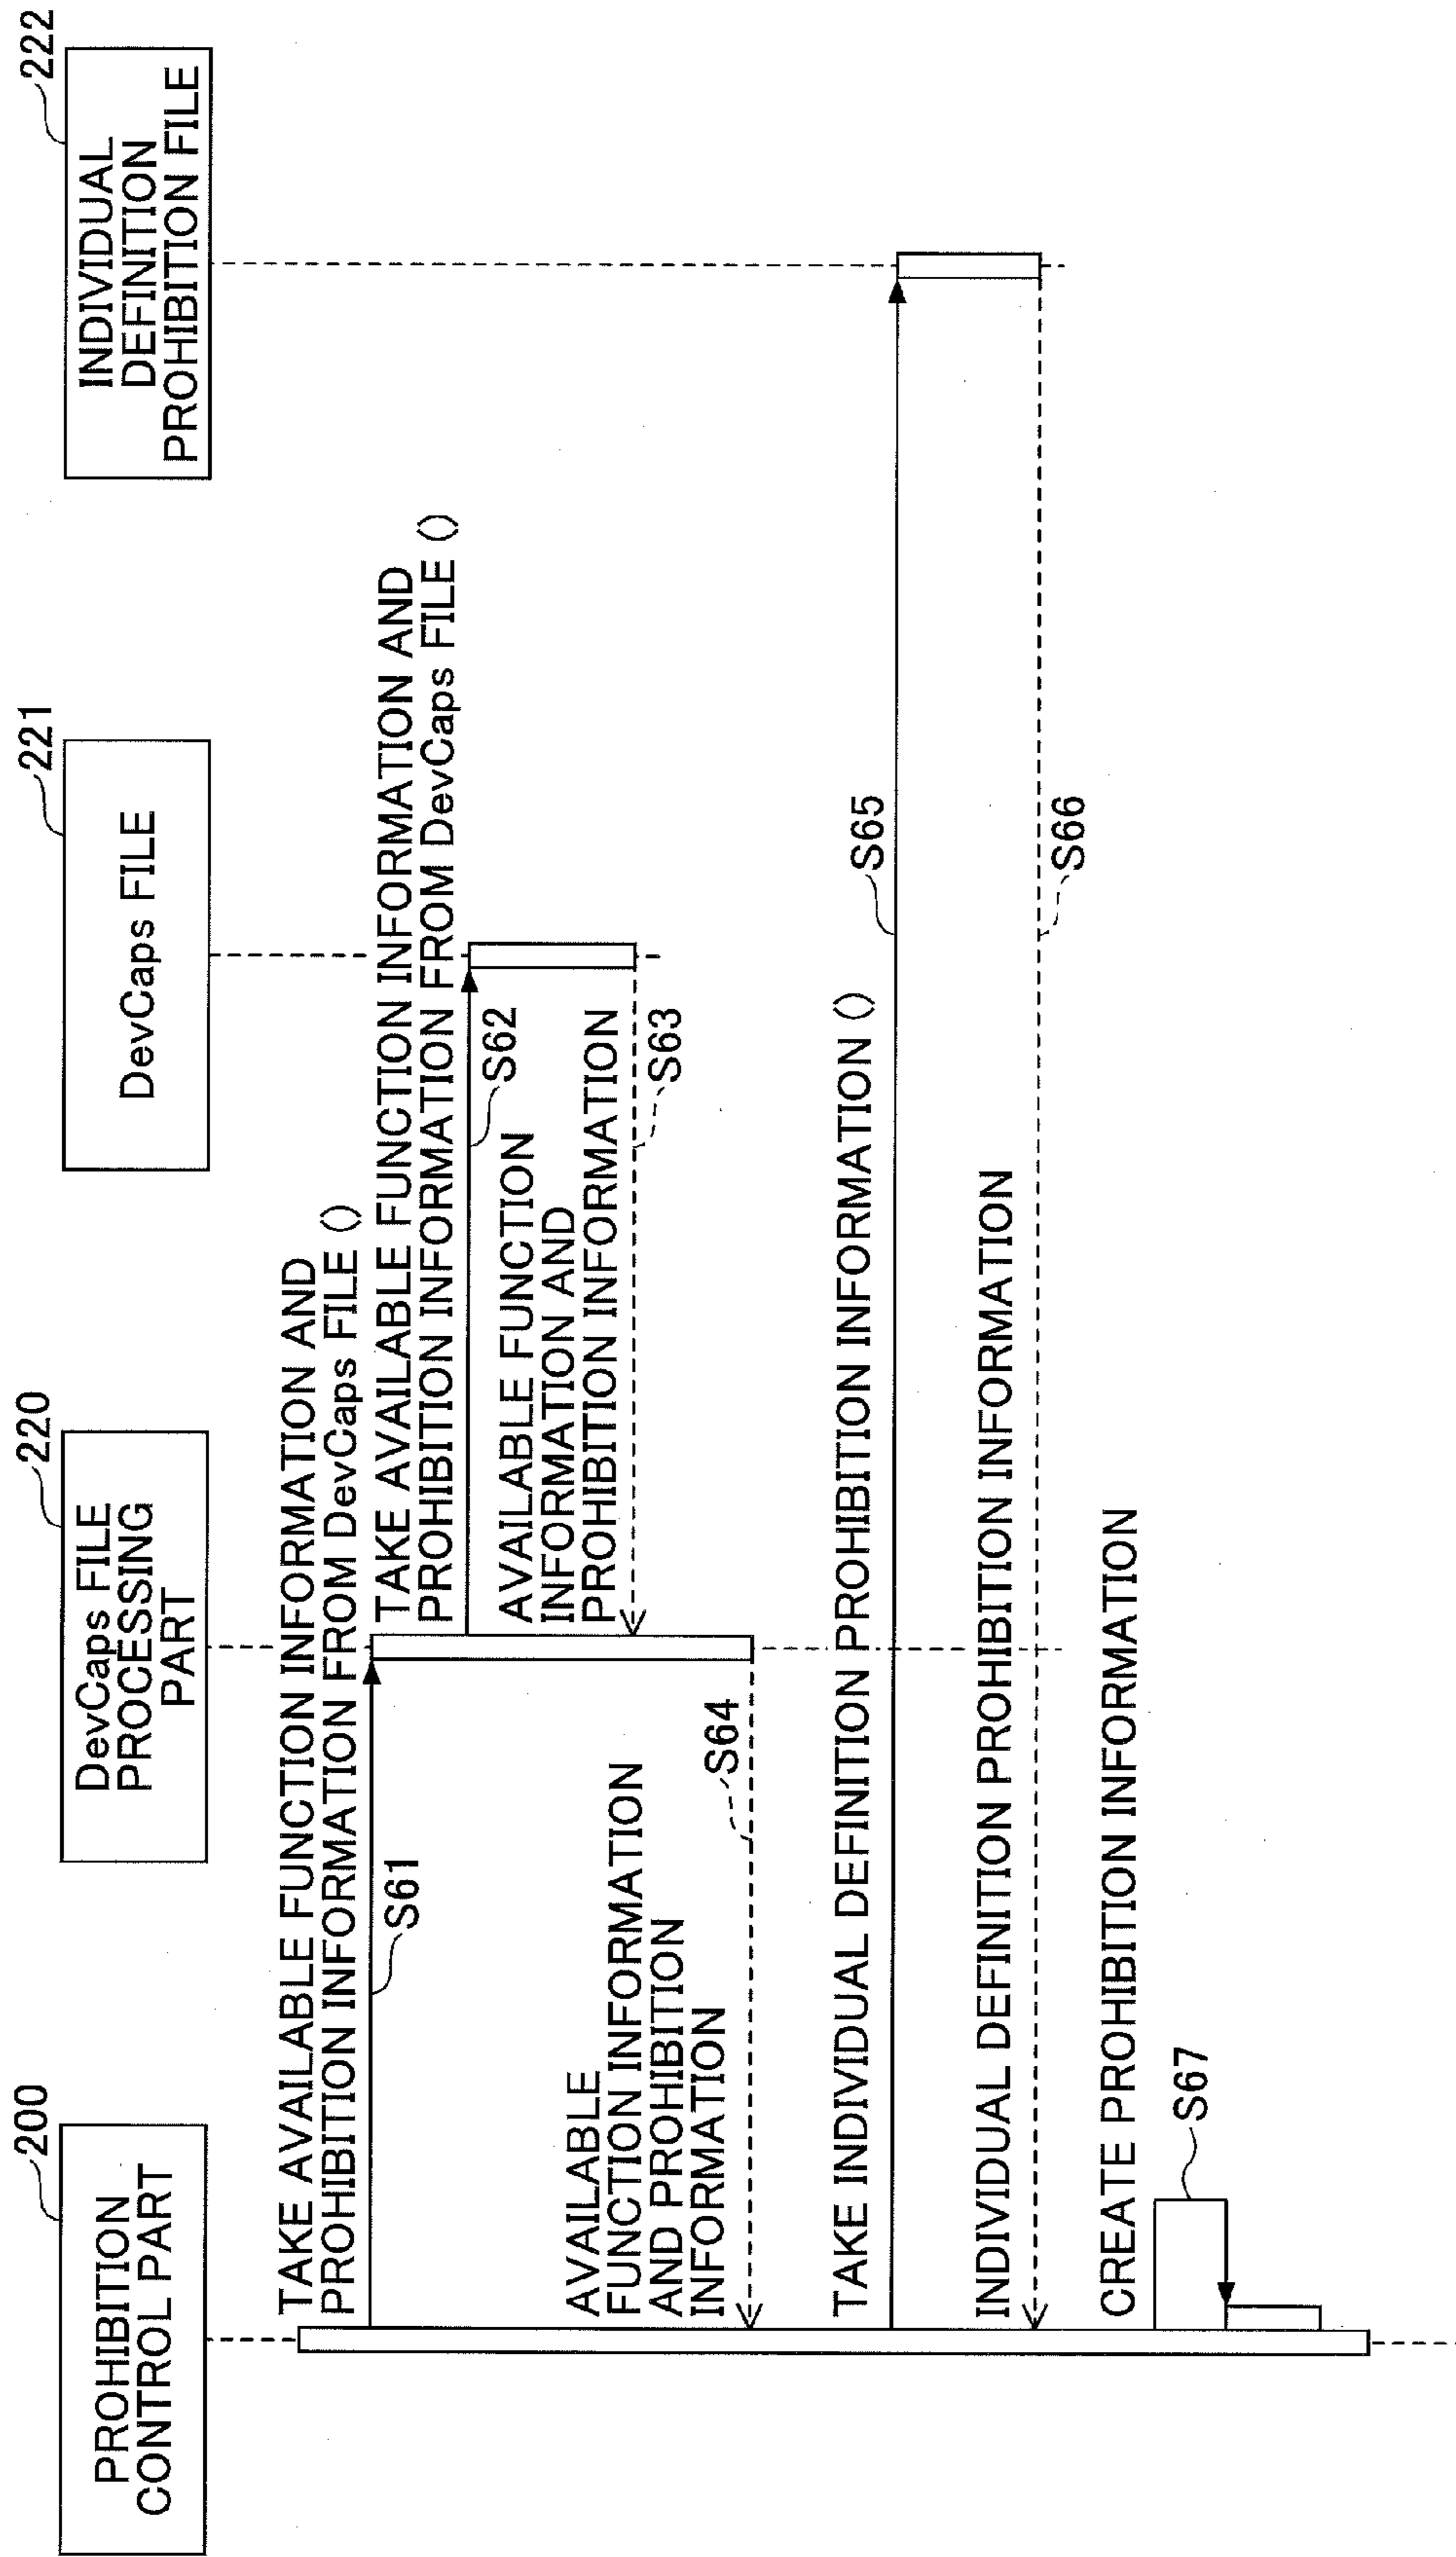 200
PROHIBITION
CONTROL PART
220
DevCaps FILE
PROCESSING
PART
221
DevCaps FILE
222
INDIVIDUAL
DEFINITION
PROHIBITION FILE
TAKE AVAILABLE FUNCTION INFORMATION AND
PROHIBITION INFORMATION FROM DevCaps FILE ()
S61
TAKE AVAILABLE FUNCTION INFORMATION AND
PROHIBITION INFORMATION FROM DevCaps FILE ()
S62
AVAILABLE FUNCTION
INFORMATION AND
PROHIBITION INFORMATION
S63
AVAILABLE
FUNCTION INFORMATION
AND PROHIBITION
INFORMATION
S64
TAKE INDIVIDUAL DEFINITION PROHIBITION INFORMATION ()
S65
INDIVIDUAL DEFINITION PROHIBITION INFORMATION
S66
CREATE PROHIBITION INFORMATION
S67